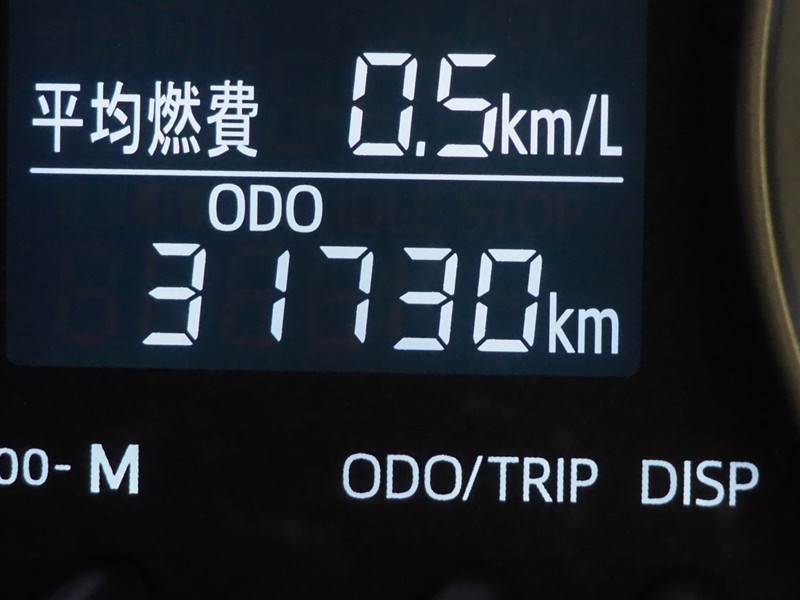 平均燃費 0.5km/L
ODO
31730km
00-M ODO/TRIP DISP